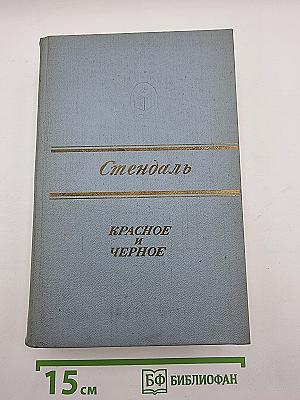 Стендаль
КРАСНОЕ
И
ЧЕРНОЕ
15 см
БФ БИБЛИОФАН